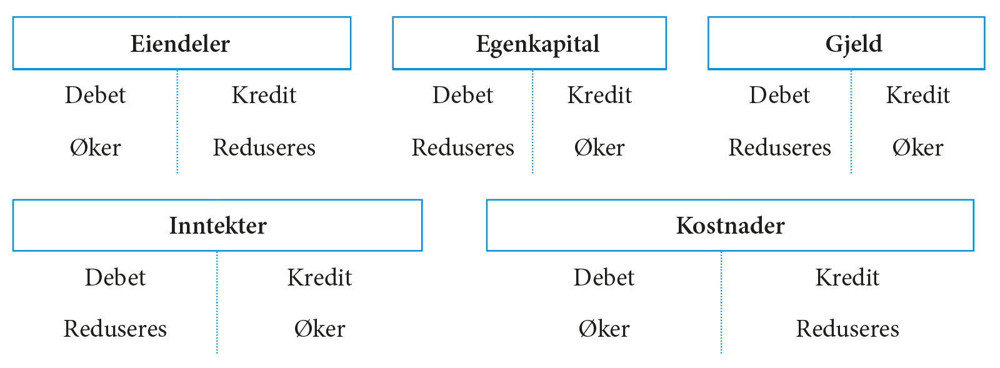 Eiendeler Egenkapital Gjeld
Debet Kredit Debet Kredit Debet Kredit
Øker Reduseres Reduseres Øker Reduseres Øker
Inntekter Kostnader
Debet Kredit Debet Kredit
Reduseres Øker Øker Reduseres